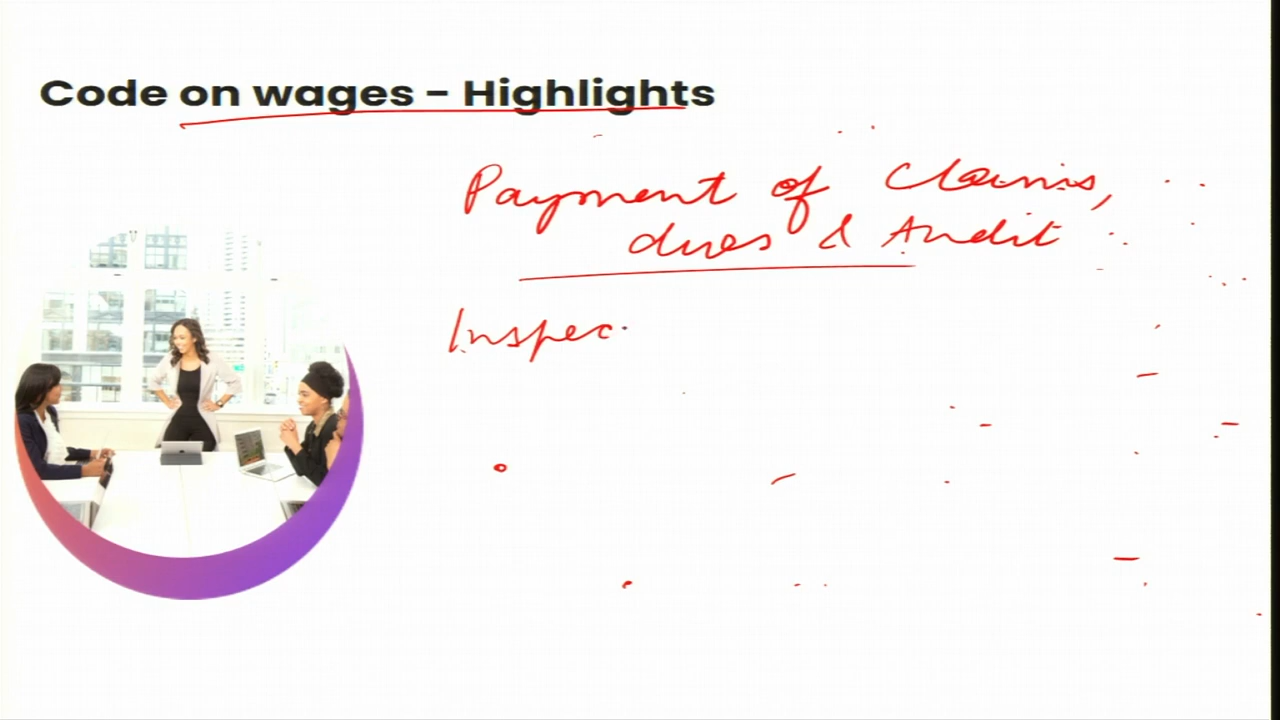 Code on wages - Highlights
Payment of Claims,
dues & Audit
Inspec